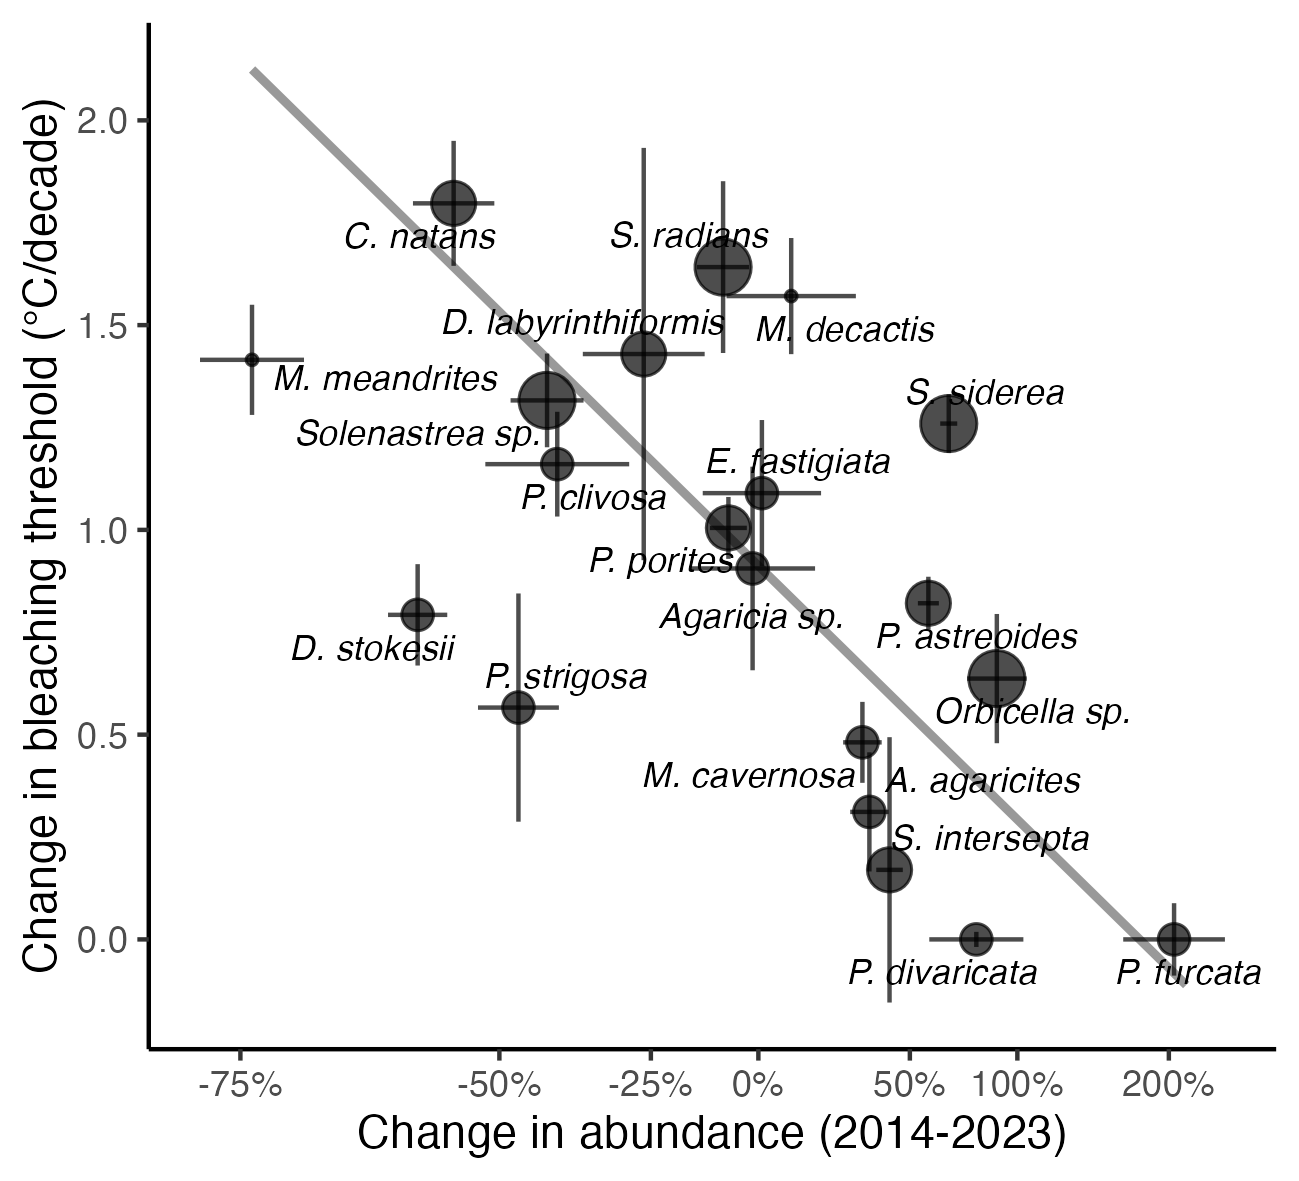 Change in bleaching threshold (°C/decade)
2.0
1.5
1.0
0.5
0.0
C. natans
S. radians
D. labyrinthiformis
M. decactis
M. meandrites
S. siderea
Solenastrea sp.
E. fastigiata
P. clivosa
P. porites
Agaricia sp.
P. astreoides
D. stokesii
P. strigosa
Orbicella sp.
M. cavernosa
A. agaricites
S. intersepta
P. divaricata
P. furcata
-75% -50% -25% 0% 50% 100% 200%
Change in abundance (2014-2023)